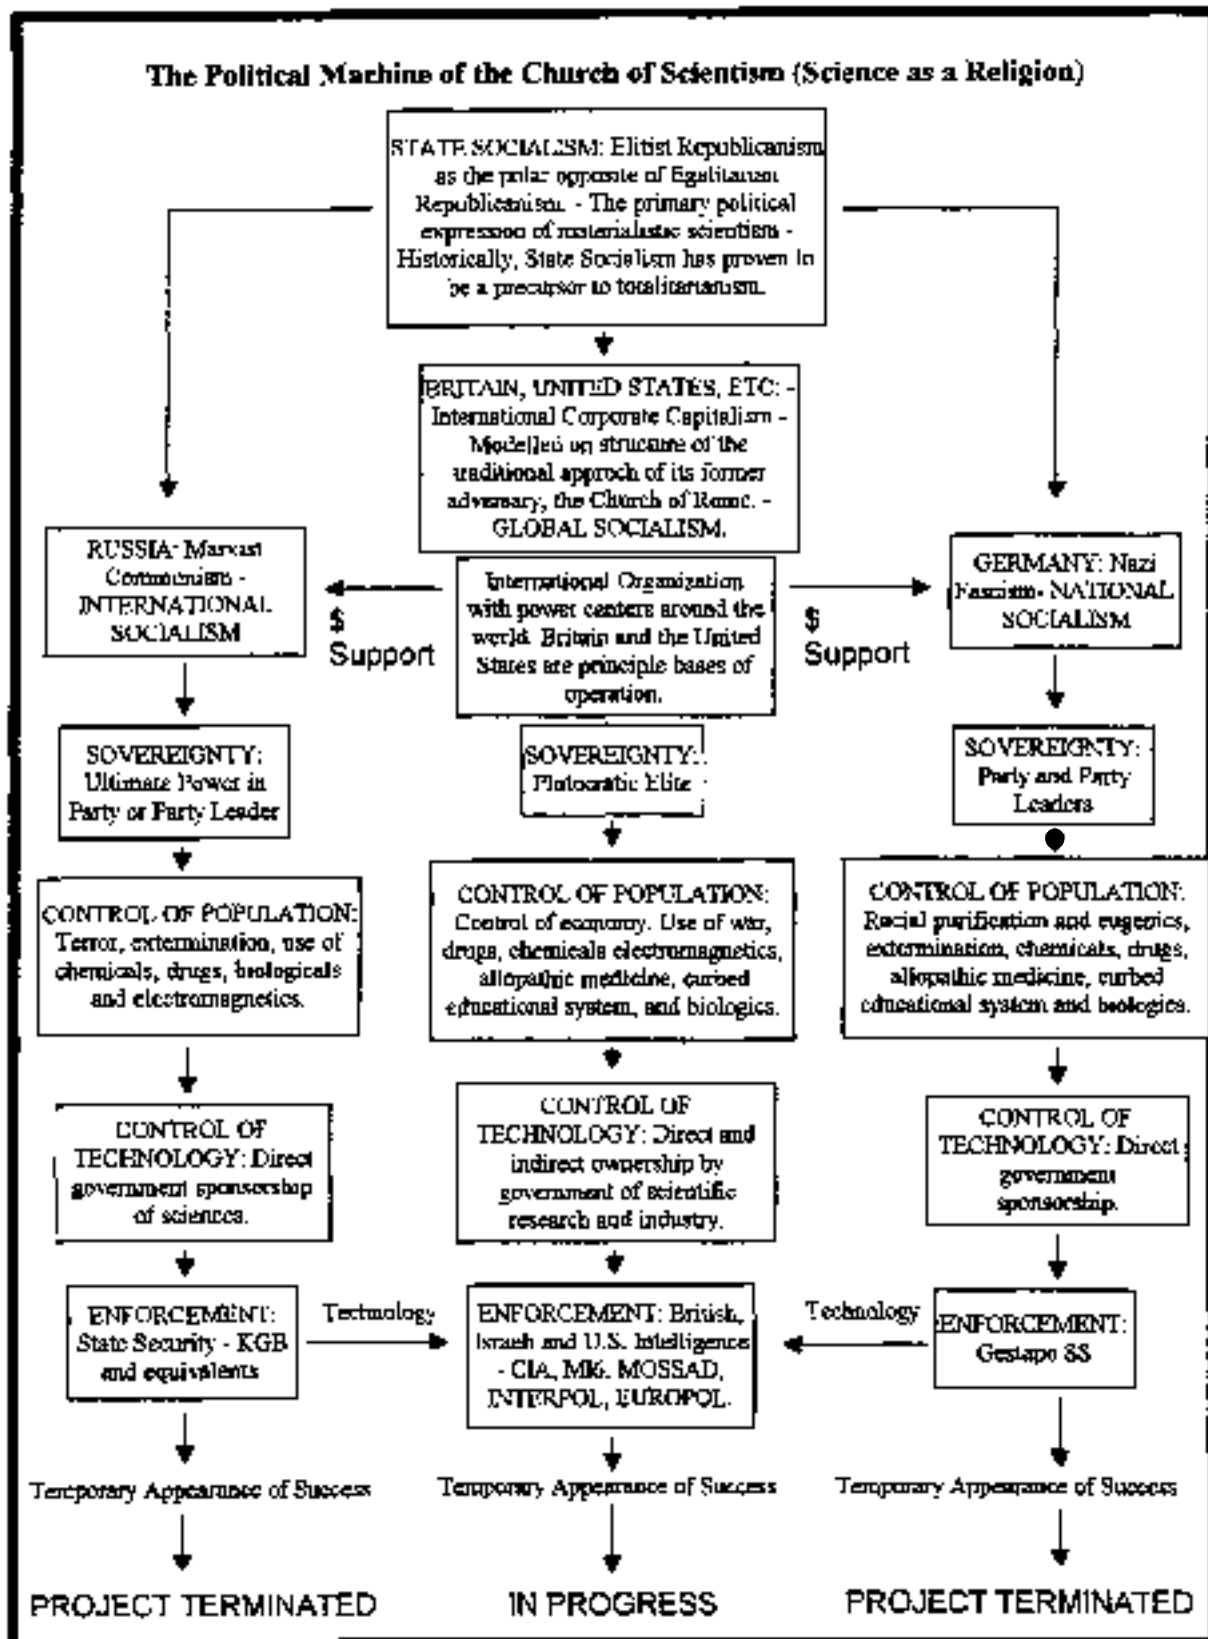 The Political Machine of the Church of Scientism (Science as a Religion)
STATE SOCIALISM: Elitist Republicanism
as the polar opposite of Egalitarian
Republicanism. - The primary political
expression of materialistic scientism -
Historically, State Socialism has proven to
be a precursor to totalitarianism.
BRITAIN, UNITED STATES, ETC: -
International Corporate Capitalism -
Modelled on structure of the
traditional approch of its former
adversary, the Church of Rome. -
GLOBAL SOCIALISM.
RUSSIA: Marxist
Communism -
INTERNATIONAL
SOCIALISM
$
Support
International Organization
with power centers around the
world. Britain and the United
States are principle bases of
operation.
$
Support
GERMANY: Nazi
Fascism - NATIONAL
SOCIALISM
SOVEREIGNTY:
Ultimate Power in
Party or Party Leader
SOVEREIGNTY:
Plutocratic Elite
SOVEREIGNTY:
Party and Party
Leaders
CONTROL OF POPULATION:
Terror, extermination, use of
chemicals, drugs, biologicals
and electromagnetics.
CONTROL OF POPULATION:
Control of economy. Use of war,
drugs, chemicals electromagnetics,
allopathic medicine, curbed
educational system, and biologics.
CONTROL OF POPULATION:
Racial purification and eugenics,
extermination, chemicals, drugs,
allopathic medicine, curbed
educational system and biologics.
CONTROL OF
TECHNOLOGY: Direct
government sponsorship
of sciences.
CONTROL OF
TECHNOLOGY: Direct and
indirect ownership by
government of scientific
research and industry.
CONTROL OF
TECHNOLOGY: Direct
government
sponsorship.
ENFORCEMENT:
State Security - KGB
and equivalents
Technology
ENFORCEMENT: British,
Israeli and U.S. Intelligence
- CIA, MI6. MOSSAD,
INTERPOL, EUROPOL.
Technology
ENFORCEMENT:
Gestapo SS
Temporary Appearance of Success
Temporary Appearance of Success
Temporary Appearance of Success
PROJECT TERMINATED
IN PROGRESS
PROJECT TERMINATED